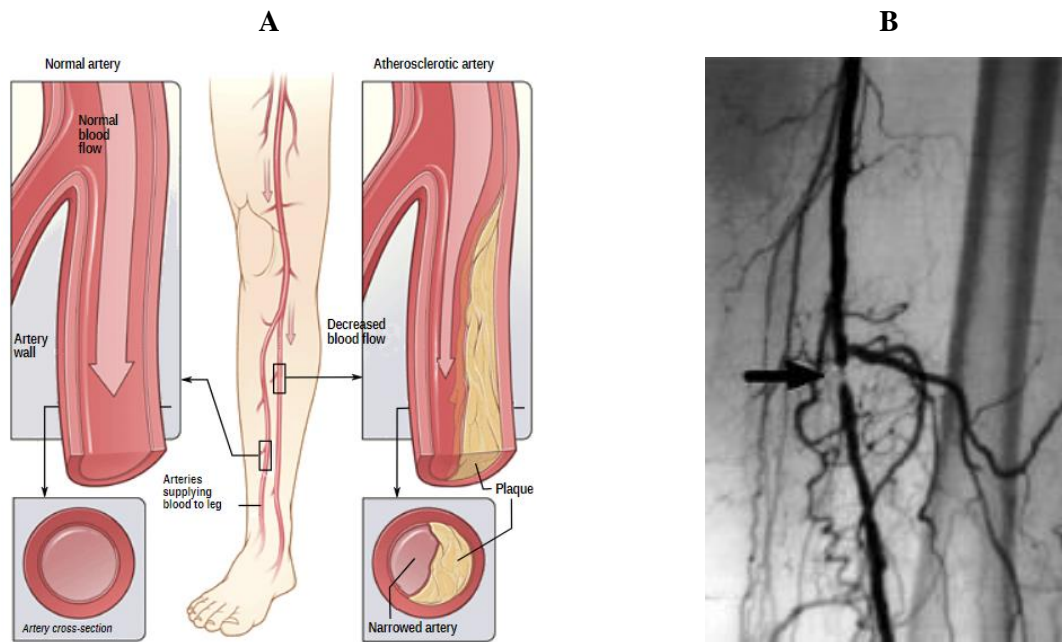 A
B
Normal artery
Normal
blood
flow
Artery
wall
Artery cross-section
Arteries
supplying
blood to leg
Atherosclerotic artery
Decreased
blood flow
Plaque
Narrowed artery